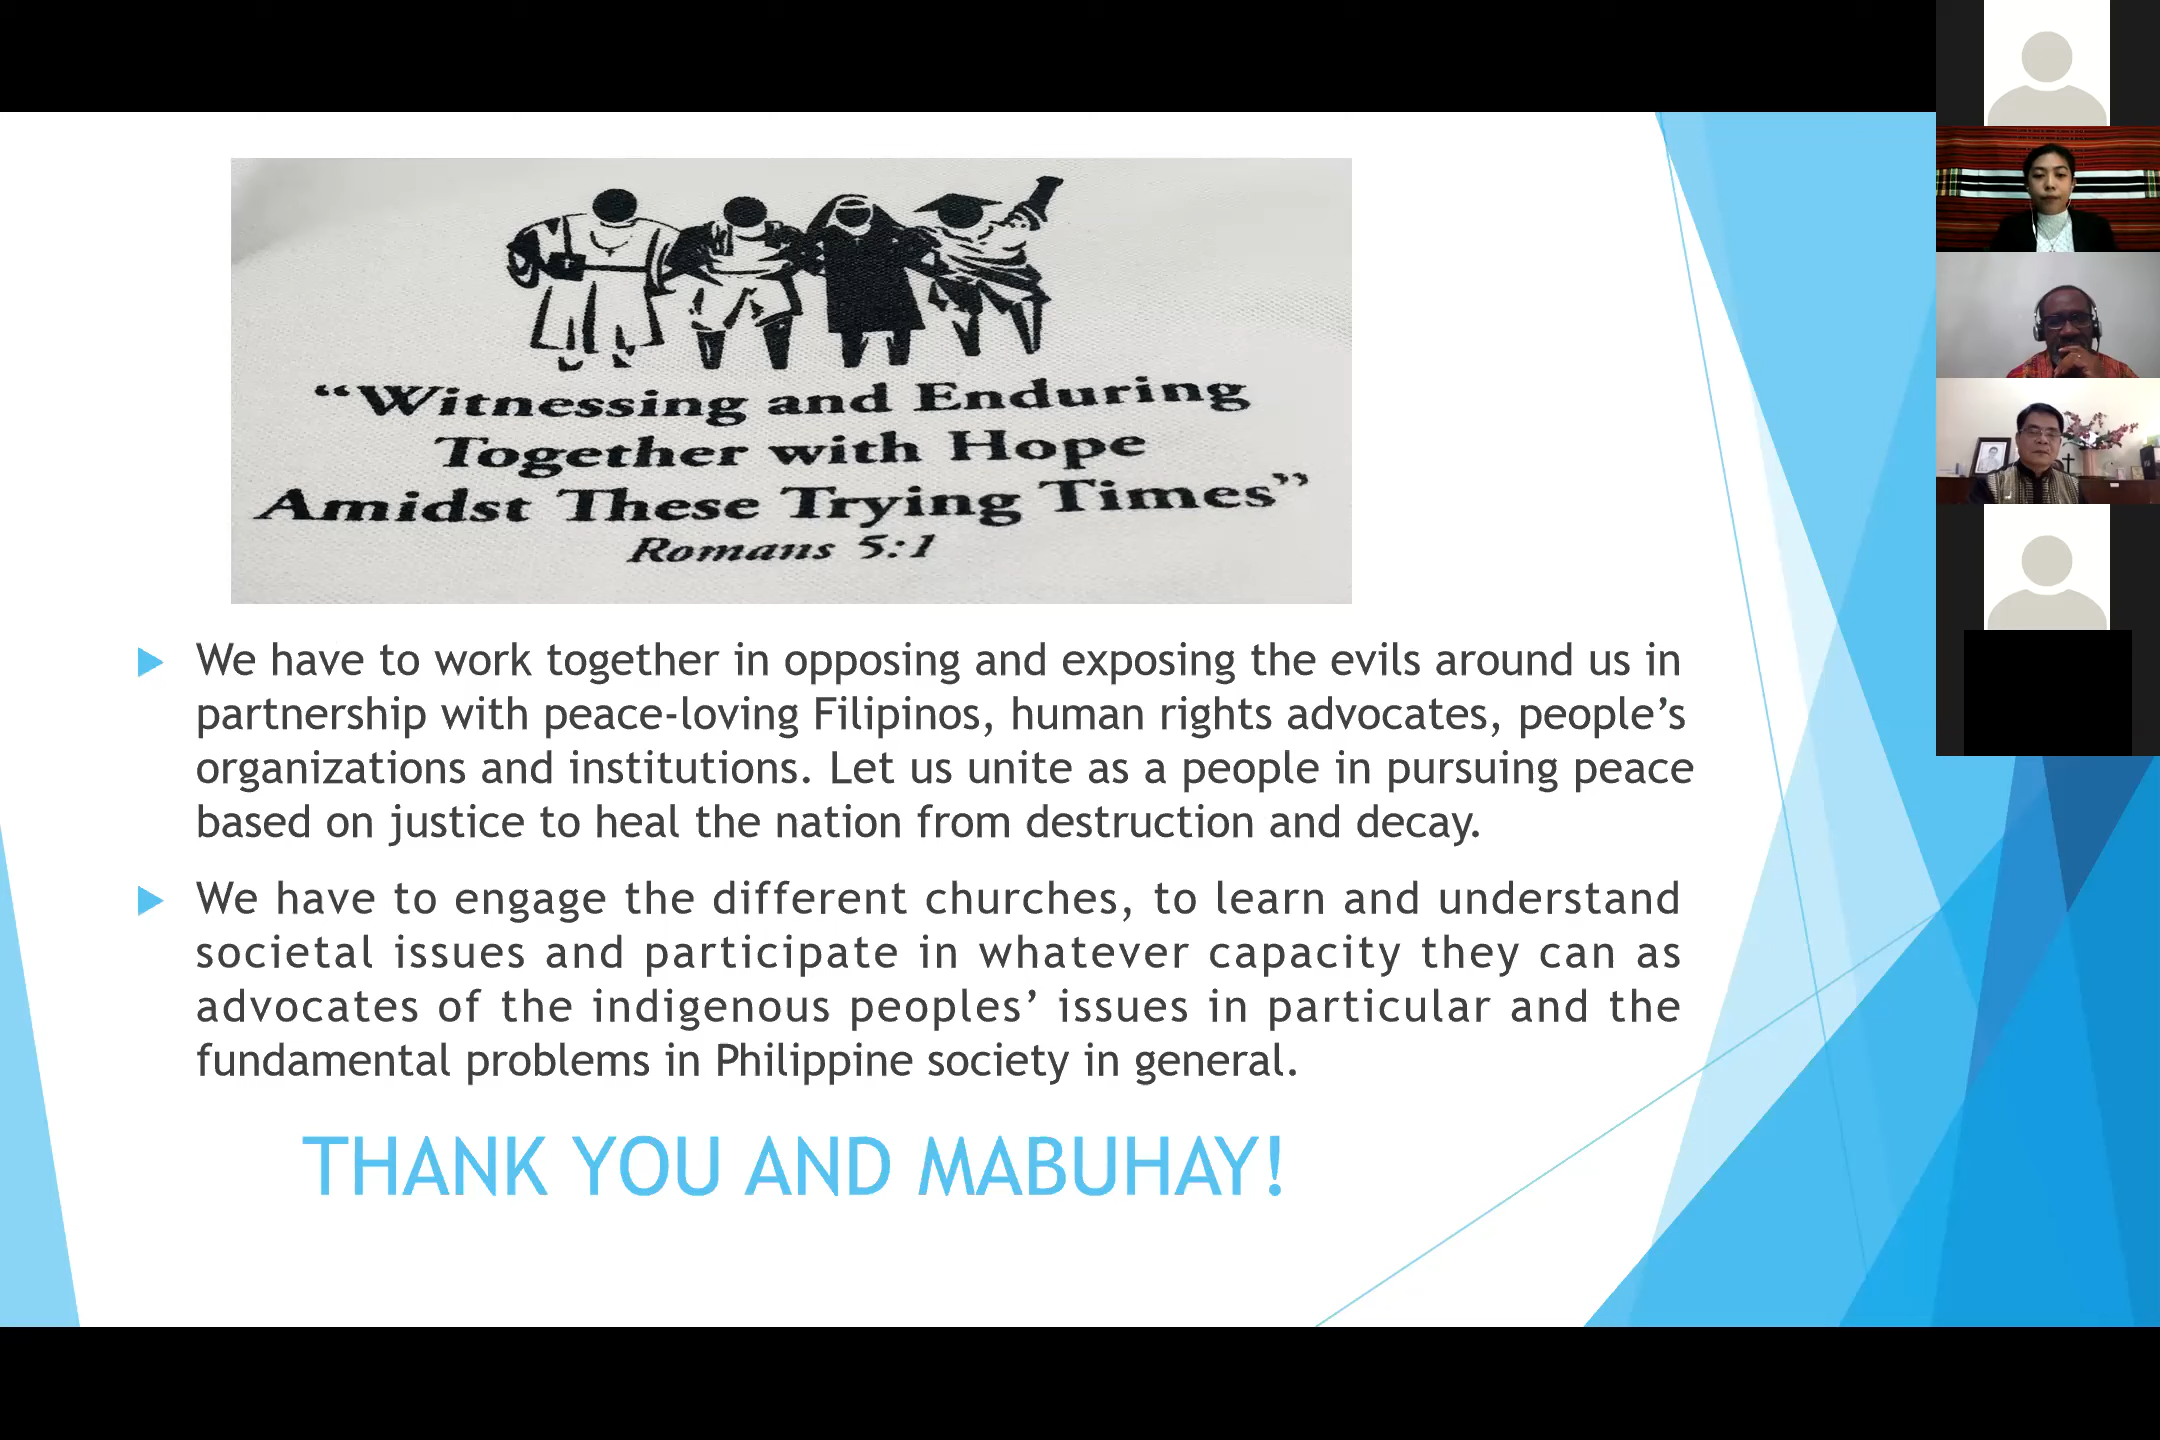 “Witnessing and Enduring
Together with Hope
Amidst These Trying Times”
Romans 5:1
We have to work together in opposing and exposing the evils around us in
partnership with peace-loving Filipinos, human rights advocates, people’s
organizations and institutions. Let us unite as a people in pursuing peace
based on justice to heal the nation from destruction and decay.
We have to engage the different churches, to learn and understand
societal issues and participate in whatever capacity they can as
advocates of the indigenous peoples’ issues in particular and the
fundamental problems in Philippine society in general.
THANK YOU AND MABUHAY!